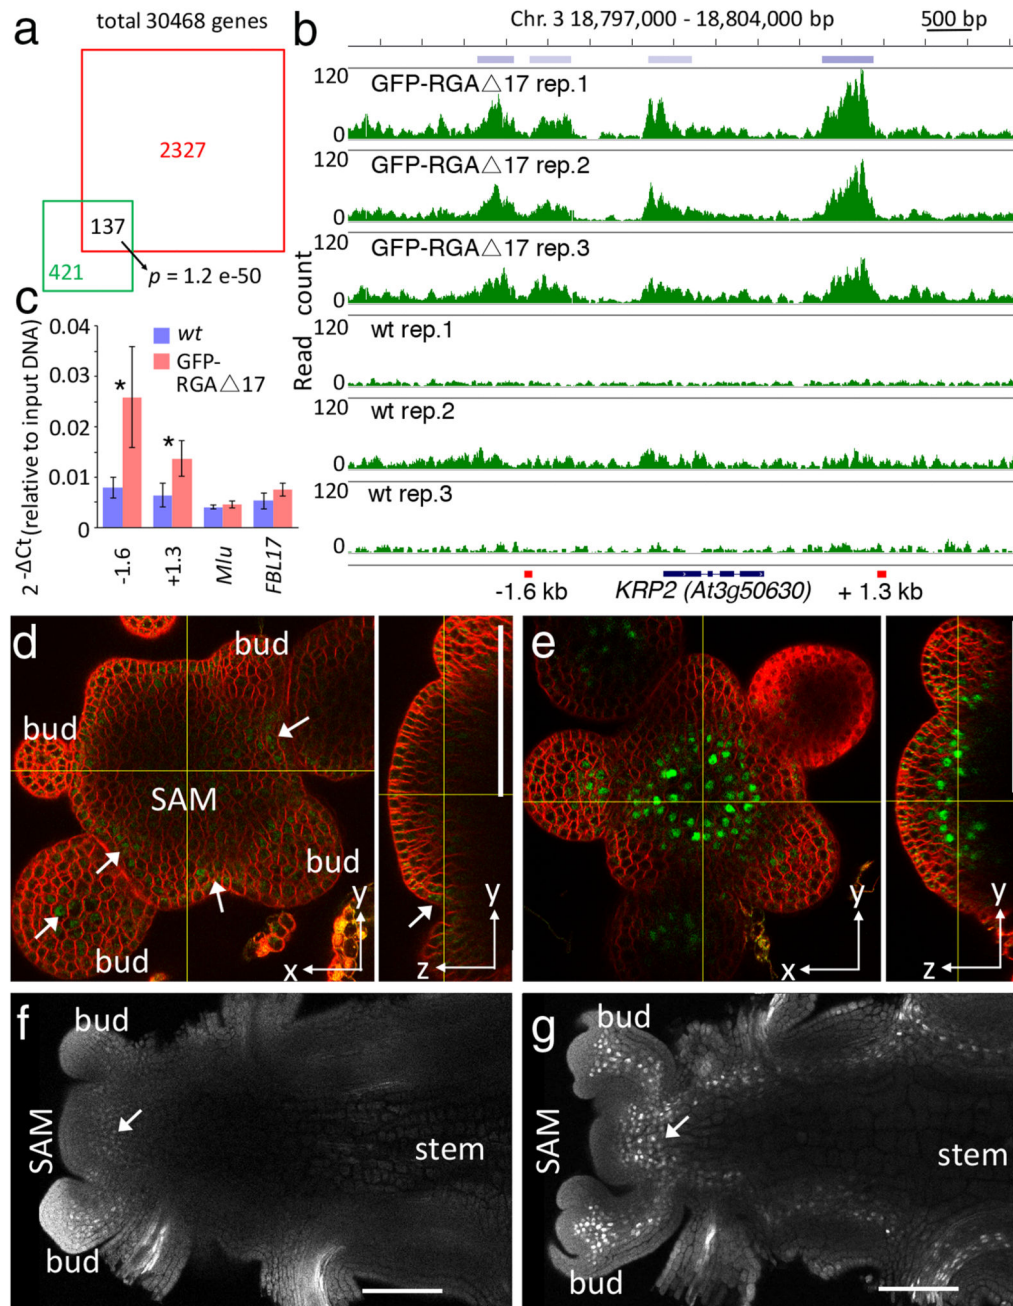 a
total 30468 genes
2327
137
421
p = 1.2 e-50
b
Chr. 3 18,797,000 - 18,804,000 bp
500 bp
120
GFP-RGA△17 rep.1
0
120
GFP-RGA△17 rep.2
0
120
GFP-RGA△17 rep.3
0
120
wt rep.1
0
120
wt rep.2
0
120
wt rep.3
0
Read count
-1.6 kb
KRP2 (At3g50630)
+ 1.3 kb
c
2 -ΔCt (relative to input DNA)
0.04
0.03
0.02
0.01
0
wt
GFP-
RGA△17
*
*
-1.6
+1.3
Mlu
FBL17
d
bud
bud
SAM
bud
bud
y
x
y
z
e
y
x
y
z
f
bud
SAM
stem
bud
g
bud
SAM
stem
bud